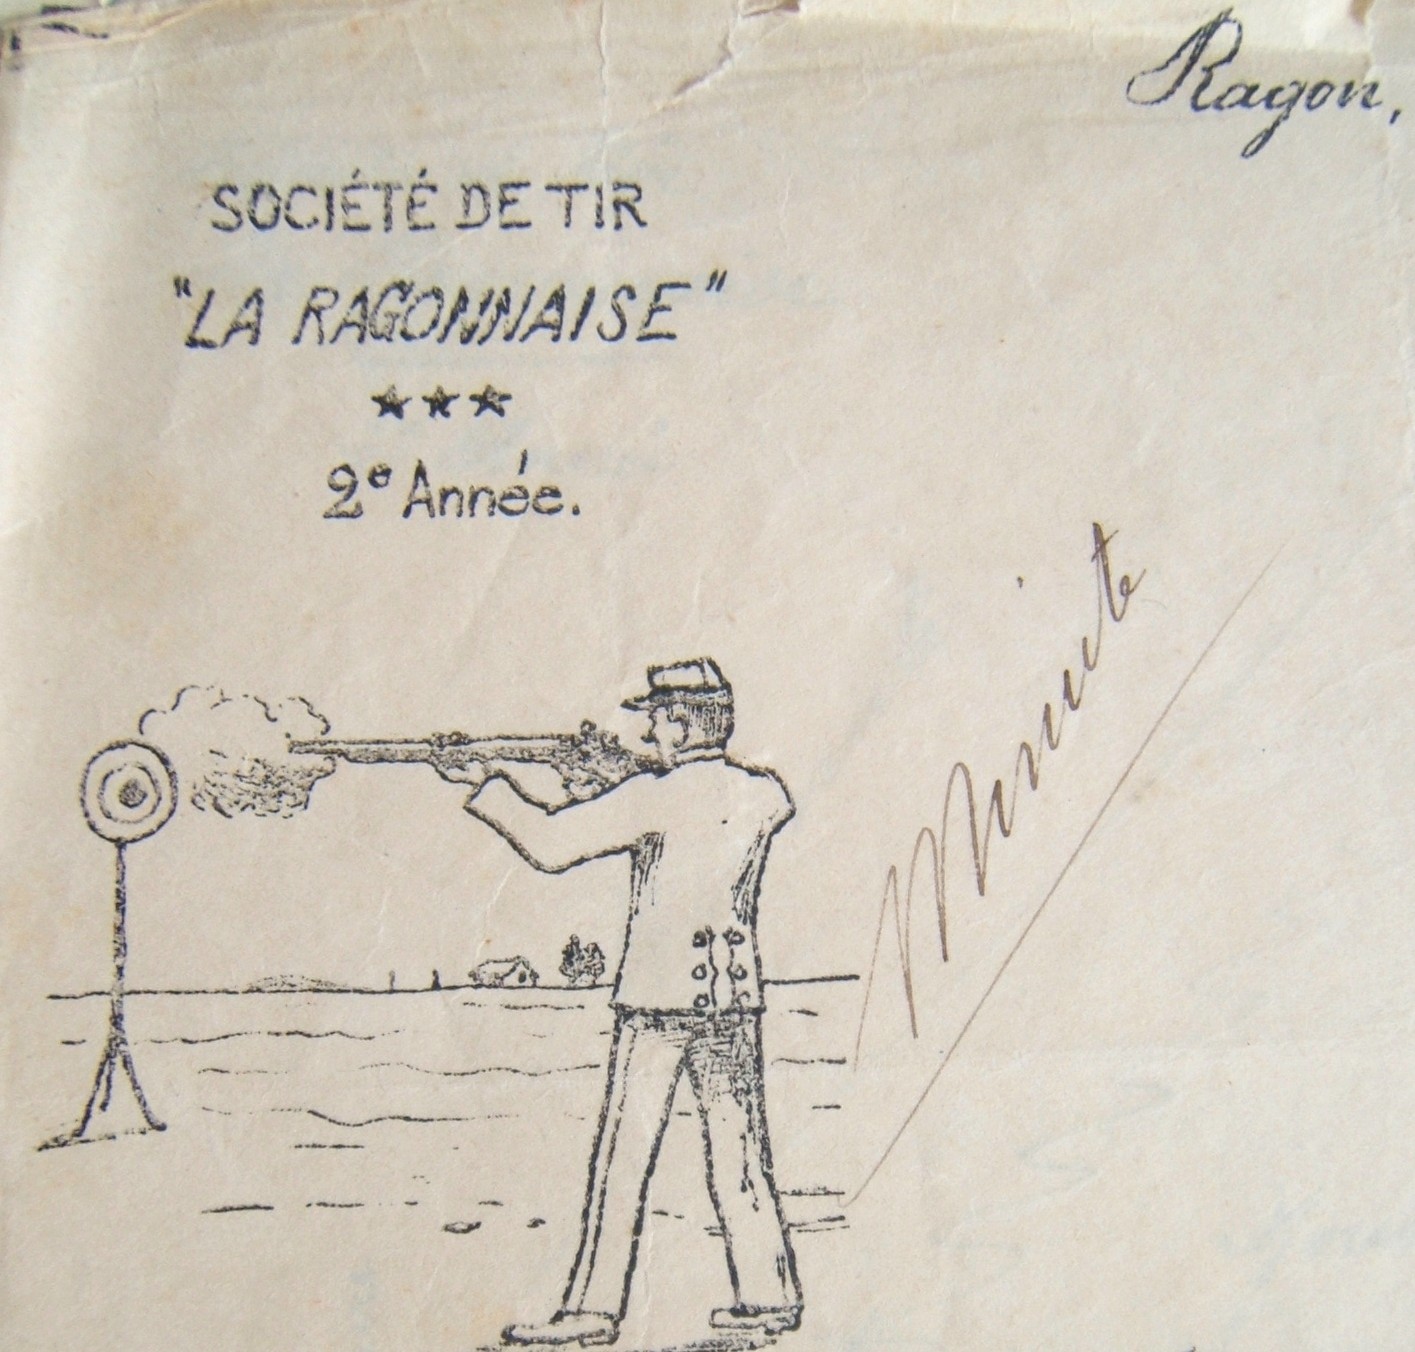 Ragon,
SOCIÉTÉ DE TIR
"LA RAGONNAISE"
2e Année.
Minute